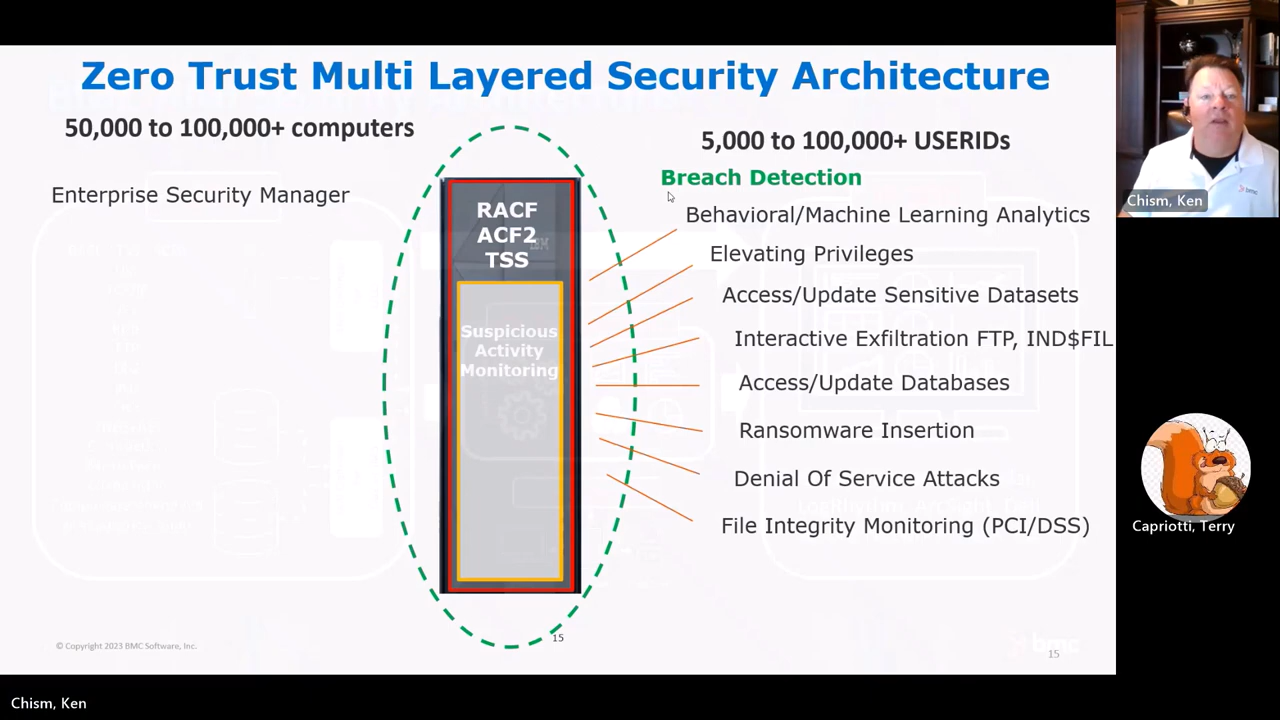 Zero Trust Multi Layered Security Architecture
50,000 to 100,000+ computers
5,000 to 100,000+ USERIDs
Breach Detection
Enterprise Security Manager
RACF
ACF2
TSS
Behavioral/Machine Learning Analytics
Elevating Privileges
Access/Update Sensitive Datasets
Suspicious
Activity
Monitoring
Interactive Exfiltration FTP, IND$FIL
Access/Update Databases
Ransomware Insertion
Denial Of Service Attacks
File Integrity Monitoring (PCI/DSS)
15
© Copyright 2023 BMC Software, Inc.
bmc
15
Chism, Ken
Capriotti, Terry
Chism, Ken